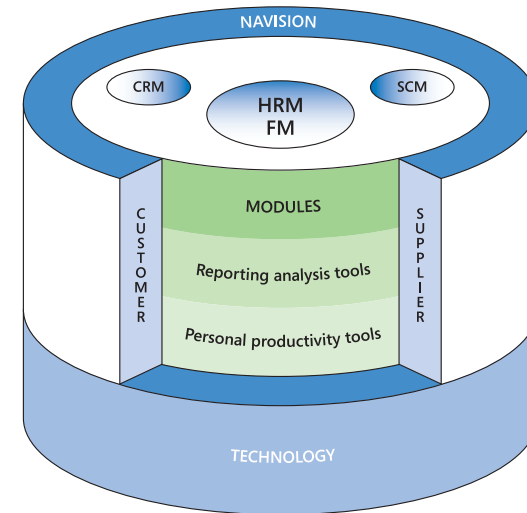 NAVISION
CRM
SCM
HRM
FM
MODULES
CUSTOMER
SUPPLIER
Reporting analysis tools
Personal productivity tools
TECHNOLOGY